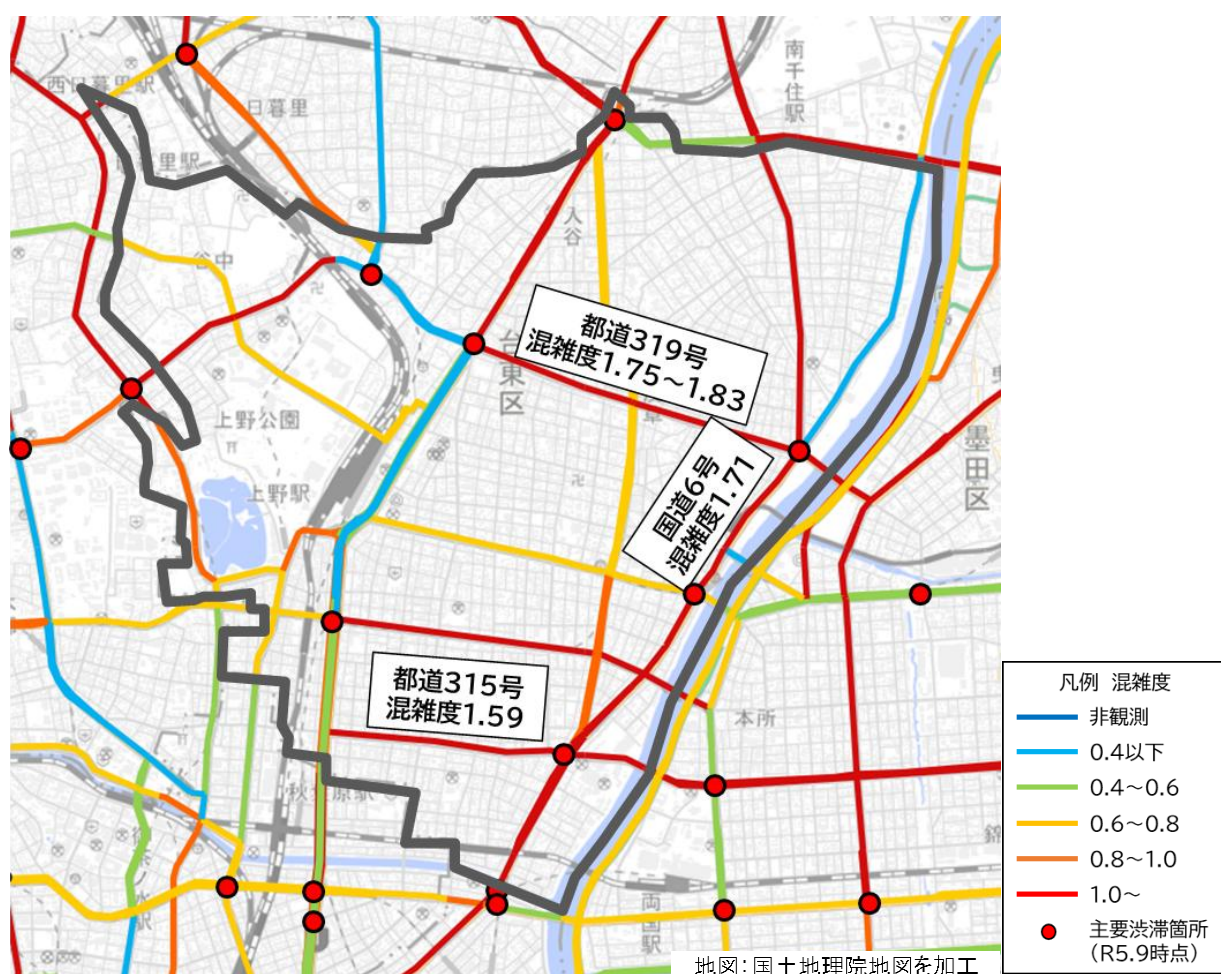 南千住駅
西日暮里駅
日暮里
里駅
入谷
谷中
都道319号
混雑度1.75～1.83
台東区
上野公園
墨田区
上野駅
国道6号
混雑度1.71
都道315号
混雑度1.59
本所
秋葉原駅
両国駅
錦
凡例 混雑度
非観測
0.4以下
0.4～0.6
0.6～0.8
0.8～1.0
1.0～
主要渋滞箇所
（R5.9時点）
地図：国土地理院地図を加工